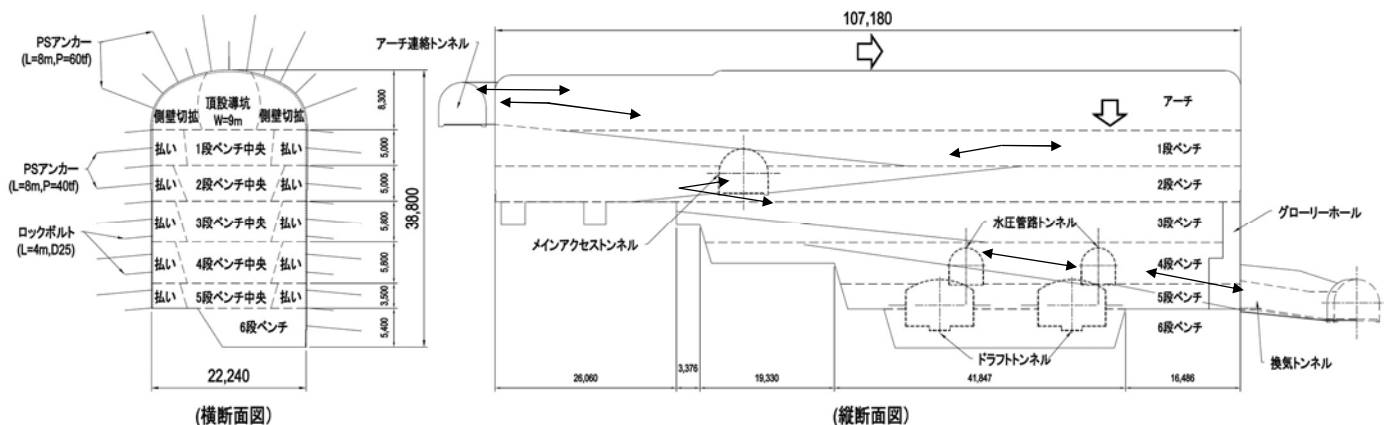 PSアンカー
(L=8m,P=60tf)
頂設導坑
W=9m
側壁切拡
側壁切拡
払い
1段ベンチ中央
払い
PSアンカー
(L=8m,P=40tf)
払い
2段ベンチ中央
払い
払い
3段ベンチ中央
払い
ロックボルト
(L=4m,D25)
払い
4段ベンチ中央
払い
払い
5段ベンチ中央
払い
6段ベンチ
8,300
5,000
5,000
5,800
5,800
3,500
5,400
38,800
22,240
(横断面図)
107,180
アーチ連絡トンネル
アーチ
1段ベンチ
2段ベンチ
3段ベンチ
グローリーホール
水圧管路トンネル
メインアクセストンネル
4段ベンチ
5段ベンチ
6段ベンチ
ドラフトトンネル
換気トンネル
26,060
3,376
19,330
41,847
16,486
(縦断面図)